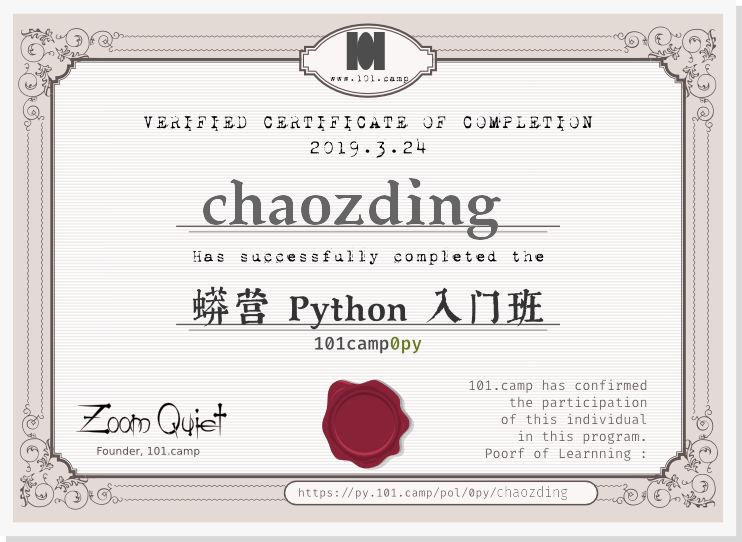 101
www.101.camp
VERIFIED CERTIFICATE OF COMPLETION
2019.3.24
chaozding
Has successfully completed the
蟒营 Python 入门班
101camp0py
Zoom Quiet
Founder, 101.camp
101.camp has confirmed
the participation
of this individual
in this program.
Poorf of Learnning :
https://py.101.camp/pol/0py/chaozding